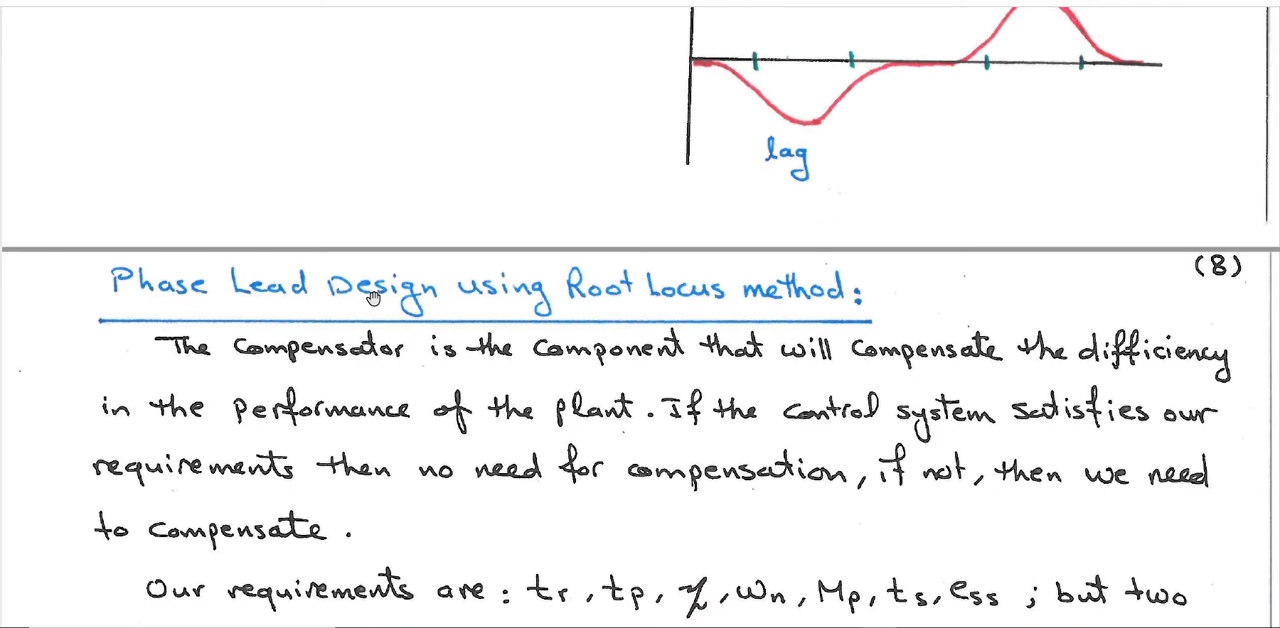 lag
(8)
Phase Lead Design using Root Locus method:
The compensator is the component that will compensate the difficiency
in the performance of the plant. If the control system satisfies our
requirements then no need for compensation, if not, then we need
to compensate.
Our requirements are: tr, tp, ζ, ωn, Mp, ts, ess ; but two